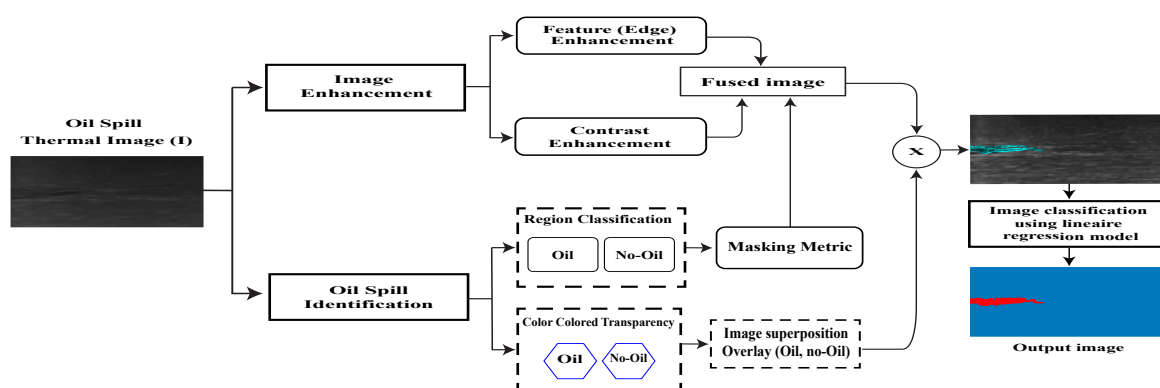 Oil Spill
Thermal Image (I)
Image
Enhancement
Feature (Edge)
Enhancement
Contrast
Enhancement
Fused image
X
Oil Spill
Identification
Region Classification
Oil
No-Oil
Masking Metric
Color Colored Transparency
Oil
No-Oil
Image superposition
Overlay (Oil, no-Oil)
Image classification
using lineaire
regression model
Output image